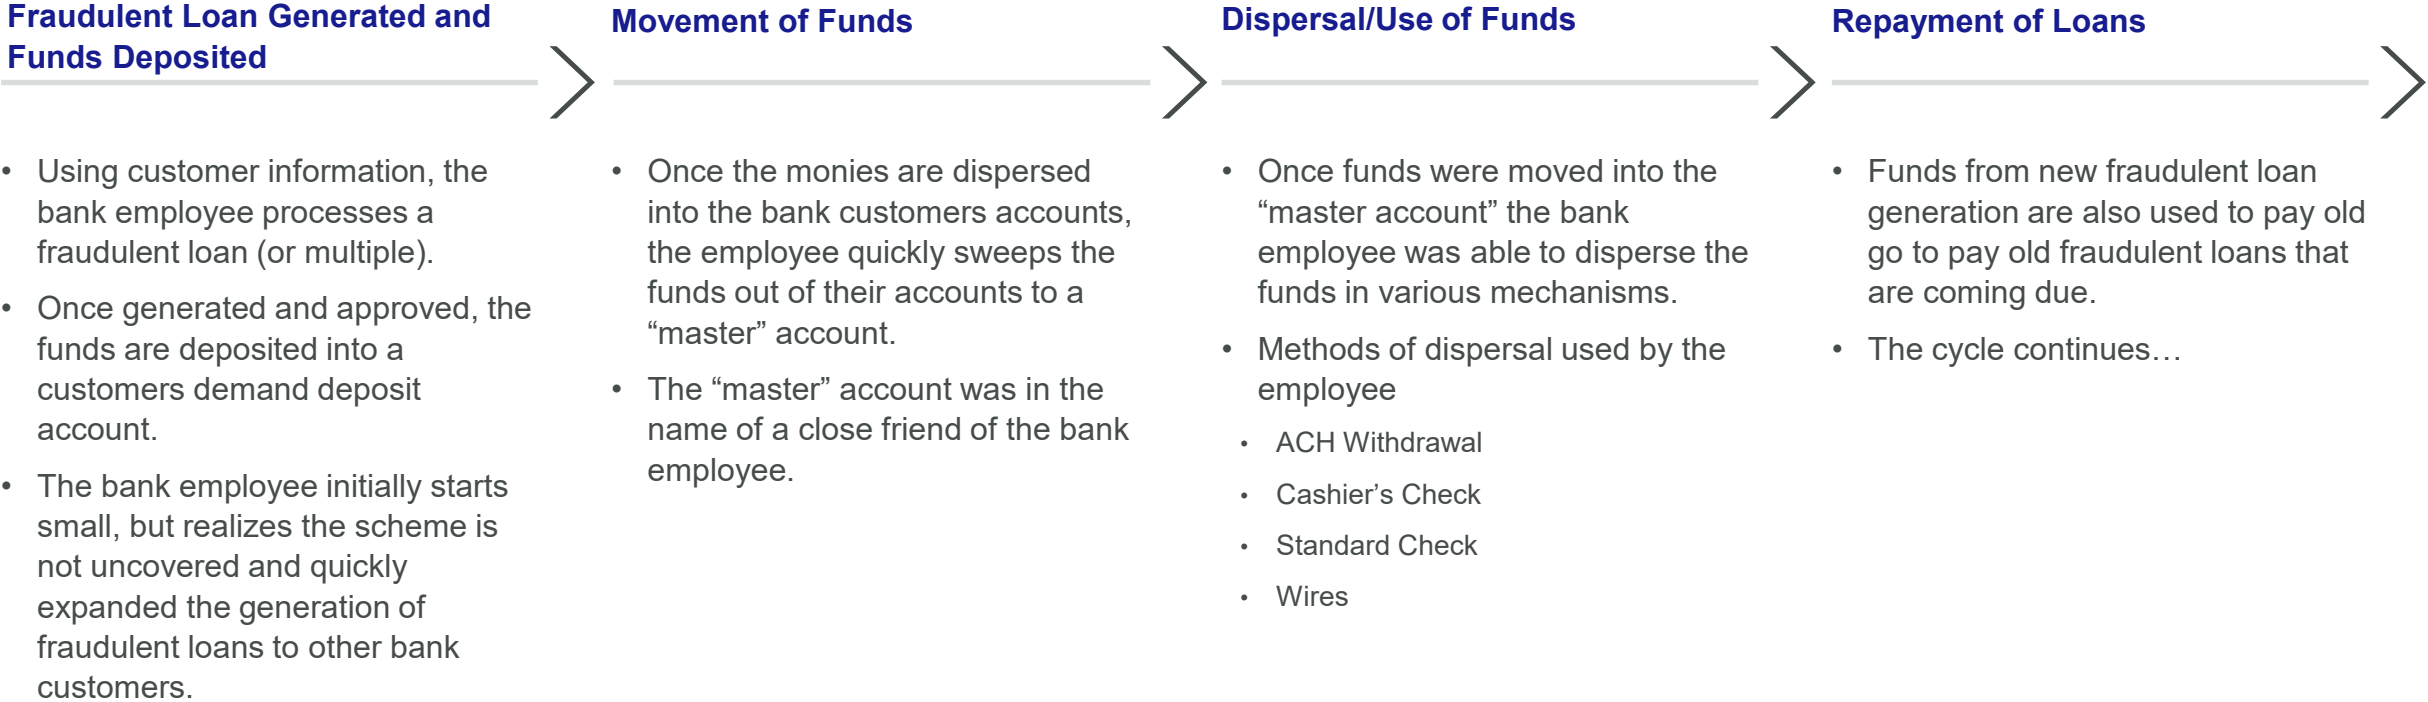 Fraudulent Loan Generated and
Funds Deposited
• Using customer information, the
bank employee processes a
fraudulent loan (or multiple).
• Once generated and approved, the
funds are deposited into a
customers demand deposit
account.
• The bank employee initially starts
small, but realizes the scheme is
not uncovered and quickly
expanded the generation of
fraudulent loans to other bank
customers.
Movement of Funds
• Once the monies are dispersed
into the bank customers accounts,
the employee quickly sweeps the
funds out of their accounts to a
“master” account.
• The “master” account was in the
name of a close friend of the bank
employee.
Dispersal/Use of Funds
• Once funds were moved into the
“master account” the bank
employee was able to disperse the
funds in various mechanisms.
• Methods of dispersal used by the
employee
• ACH Withdrawal
• Cashier’s Check
• Standard Check
• Wires
Repayment of Loans
• Funds from new fraudulent loan
generation are also used to pay old
go to pay old fraudulent loans that
are coming due.
• The cycle continues…